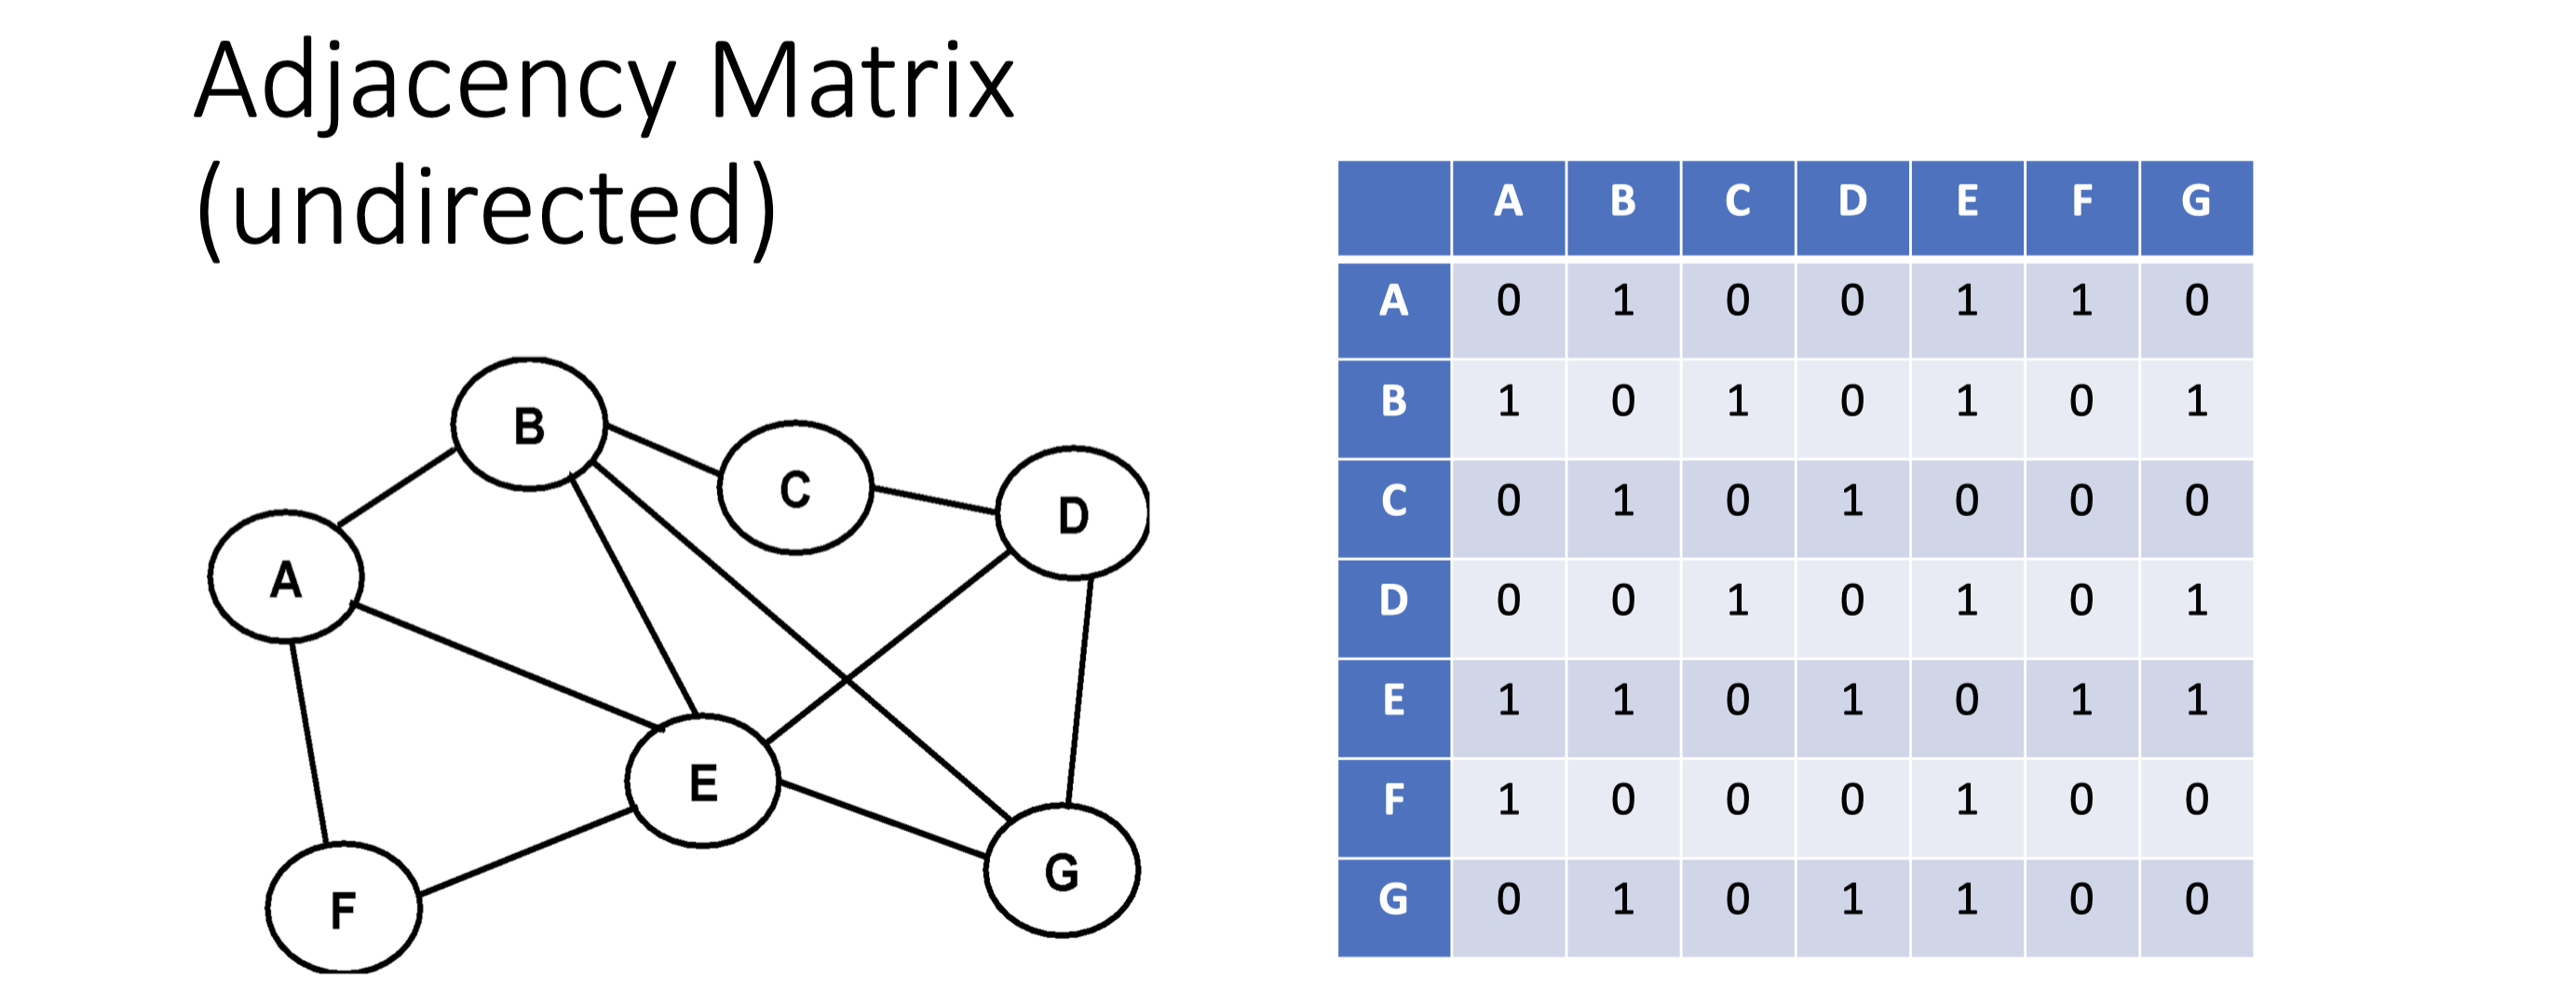 Adjacency Matrix
(undirected)
B
C
D
A
E
G
F
A B C D E F G
A 0 1 0 0 1 1 0
B 1 0 1 0 1 0 1
C 0 1 0 1 0 0 0
D 0 0 1 0 1 0 1
E 1 1 0 1 0 1 1
F 1 0 0 0 1 0 0
G 0 1 0 1 1 0 0